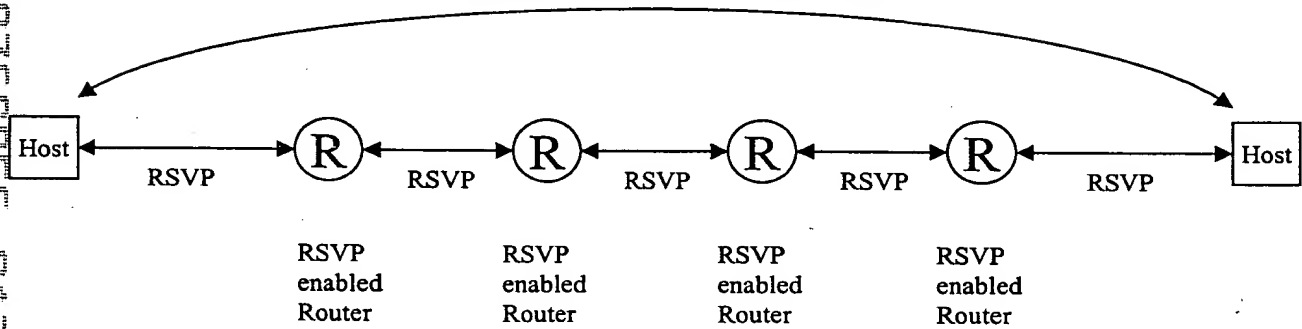 Host R R R R Host
RSVP RSVP RSVP RSVP RSVP
RSVP RSVP RSVP RSVP
enabled enabled enabled enabled
Router Router Router Router